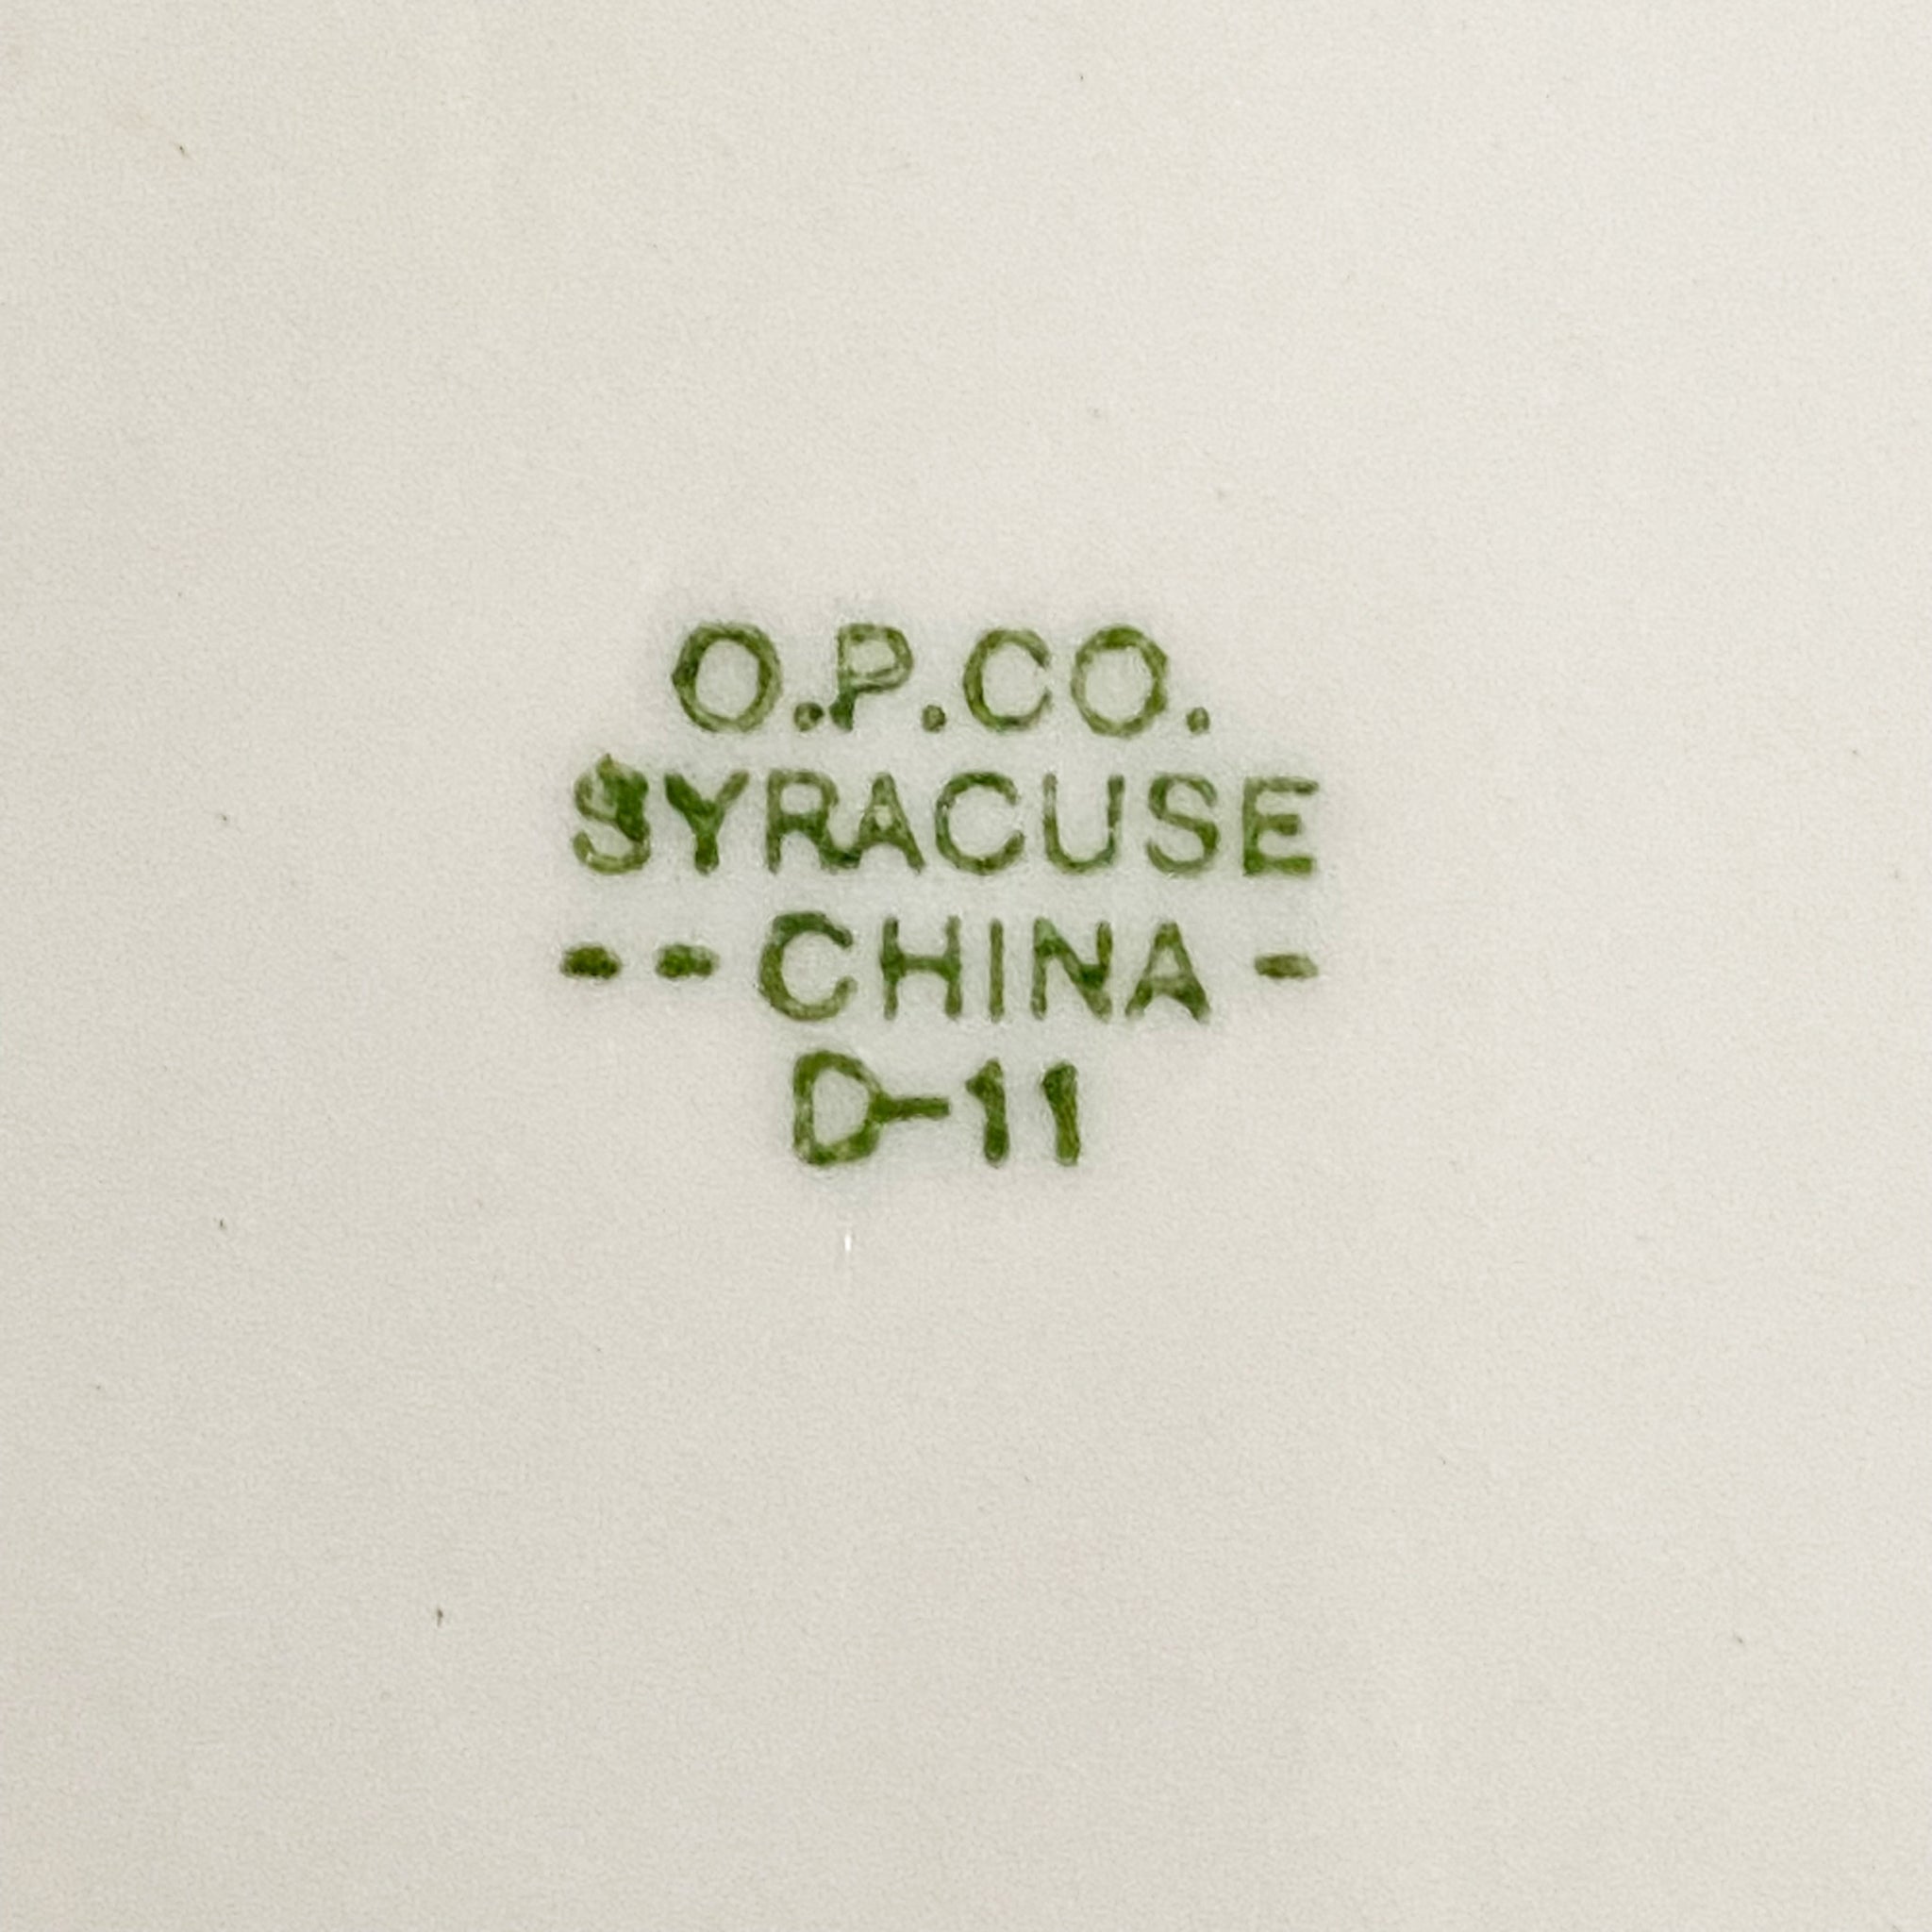 O.P.CO.
SYRACUSE
--CHINA-
D-11